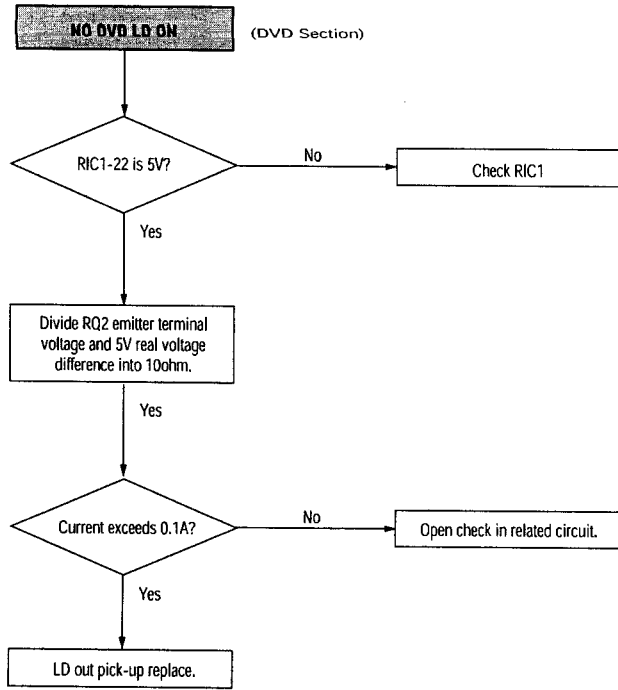 NO DVD LD ON
(DVD Section)
RIC1-22 is 5V?
No
Check RIC1
Yes
Divide RQ2 emitter terminal
voltage and 5V real voltage
difference into 10ohm.
Yes
Current exceeds 0.1A?
No
Open check in related circuit.
Yes
LD out pick-up replace.